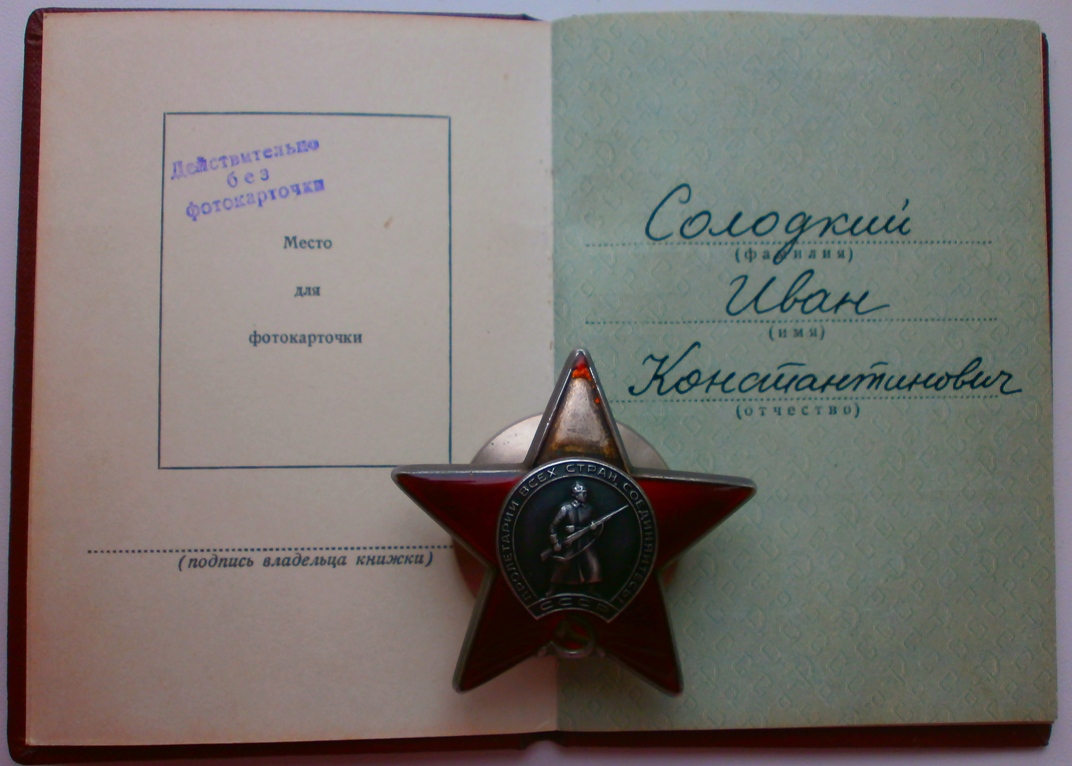 Действительно
без
фотокарточки
Место
для
фотокарточки
(подпись владельца книжки)
Солодкий
(фамилия)
Иван
(имя)
Константинович
(отчество)
ПРОЛЕТАРИИ ВСЕХ СТРАН, СОЕДИНЯЙТЕСЬ!
СССР